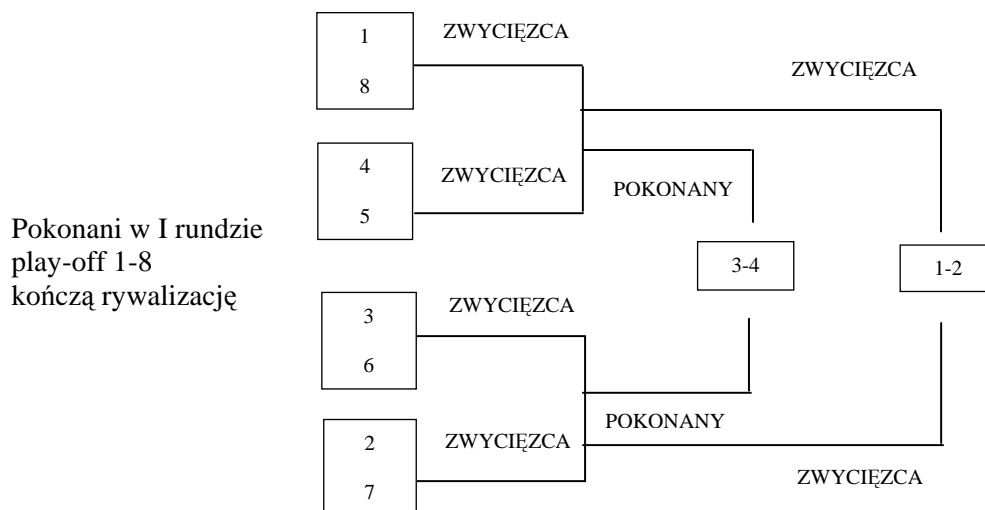 1
ZWYCIĘZCA
8
ZWYCIĘZCA
4
ZWYCIĘZCA
5
POKONANY
Pokonani w I rundzie
play-off 1-8
kończą rywalizację
3-4
1-2
3
ZWYCIĘZCA
6
POKONANY
2
ZWYCIĘZCA
7
ZWYCIĘZCA